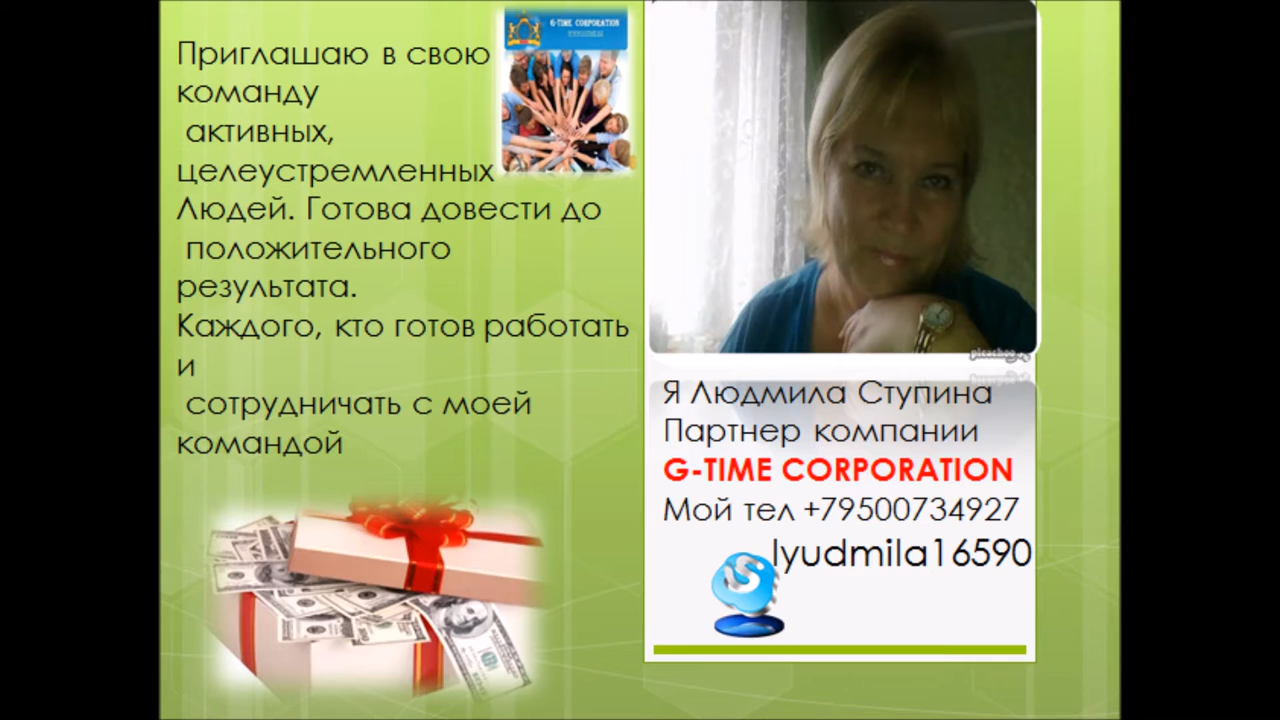 Приглашаю в свою
команду
активных,
целеустремленных
Людей. Готова довести до
положительного
результата.
Каждого, кто готов работать
и
сотрудничать с моей
командой
G-TIME CORPORATION
Я Людмила Ступина
Партнер компании
G-TIME CORPORATION
Мой тел +79500734927
lyudmila16590